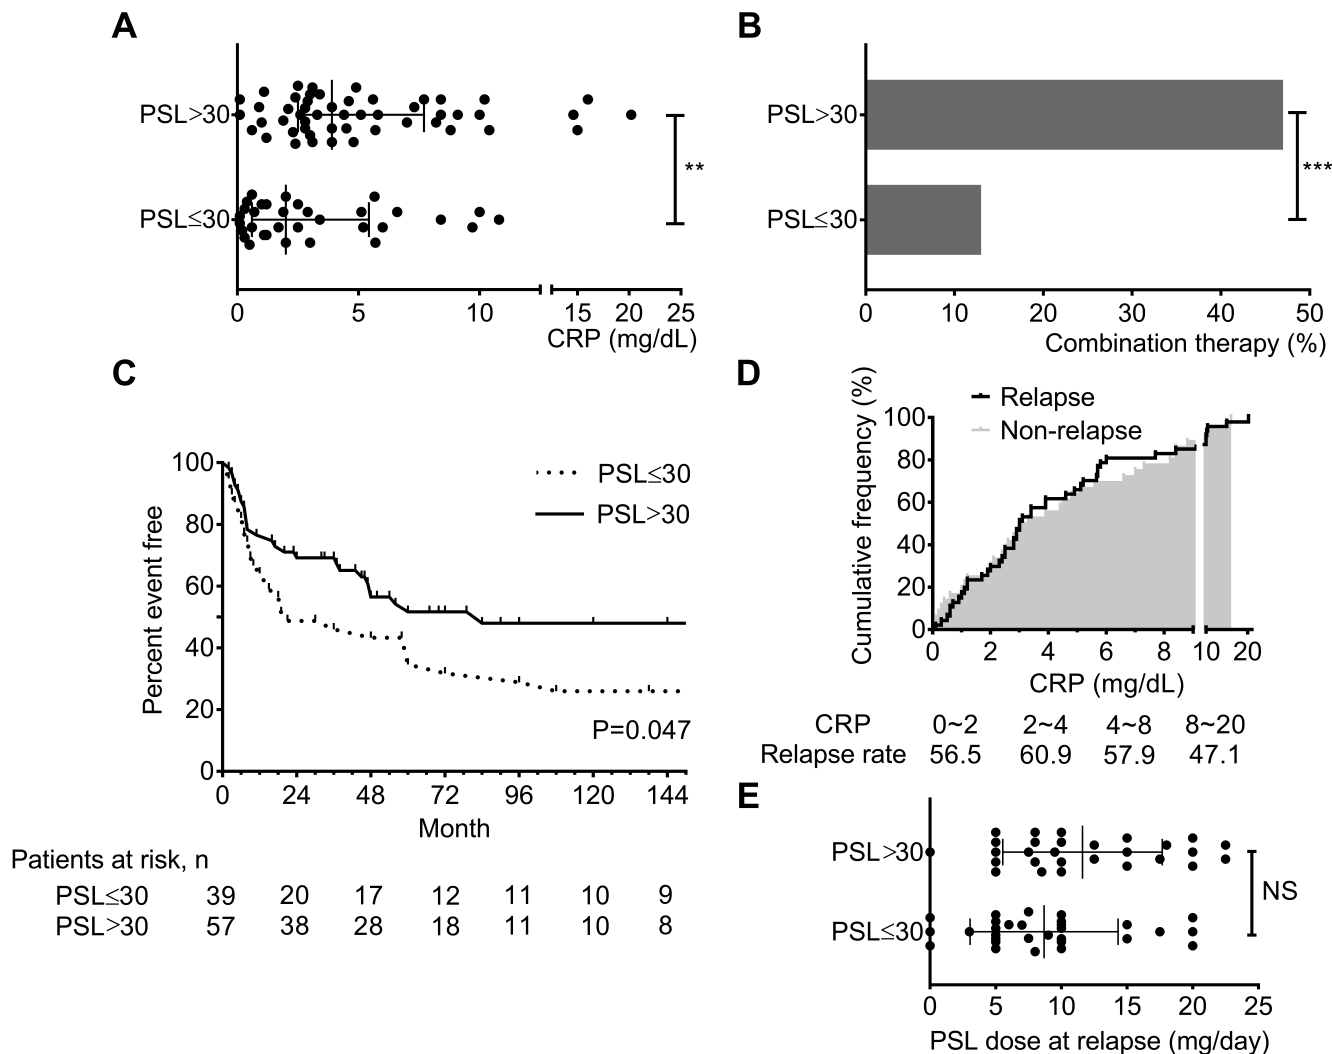 A
PSL>30
PSL≤30
**
0 5 10 15 20 25
CRP (mg/dL)
B
PSL>30
PSL≤30
***
0 10 20 30 40 50
Combination therapy (%)
C
Percent event free
100
80
60
40
20
0
PSL≤30
PSL>30
P=0.047
0 24 48 72 96 120 144
Month
Patients at risk, n
PSL≤30 39 20 17 12 11 10 9
PSL>30 57 38 28 18 11 10 8
D
Cumulative frequency (%)
Relapse
Non-relapse
100
80
60
40
20
0
0 2 4 6 8 10 20
CRP (mg/dL)
CRP 0~2 2~4 4~8 8~20
Relapse rate 56.5 60.9 57.9 47.1
E
PSL>30
PSL≤30
NS
0 5 10 15 20 25
PSL dose at relapse (mg/day)